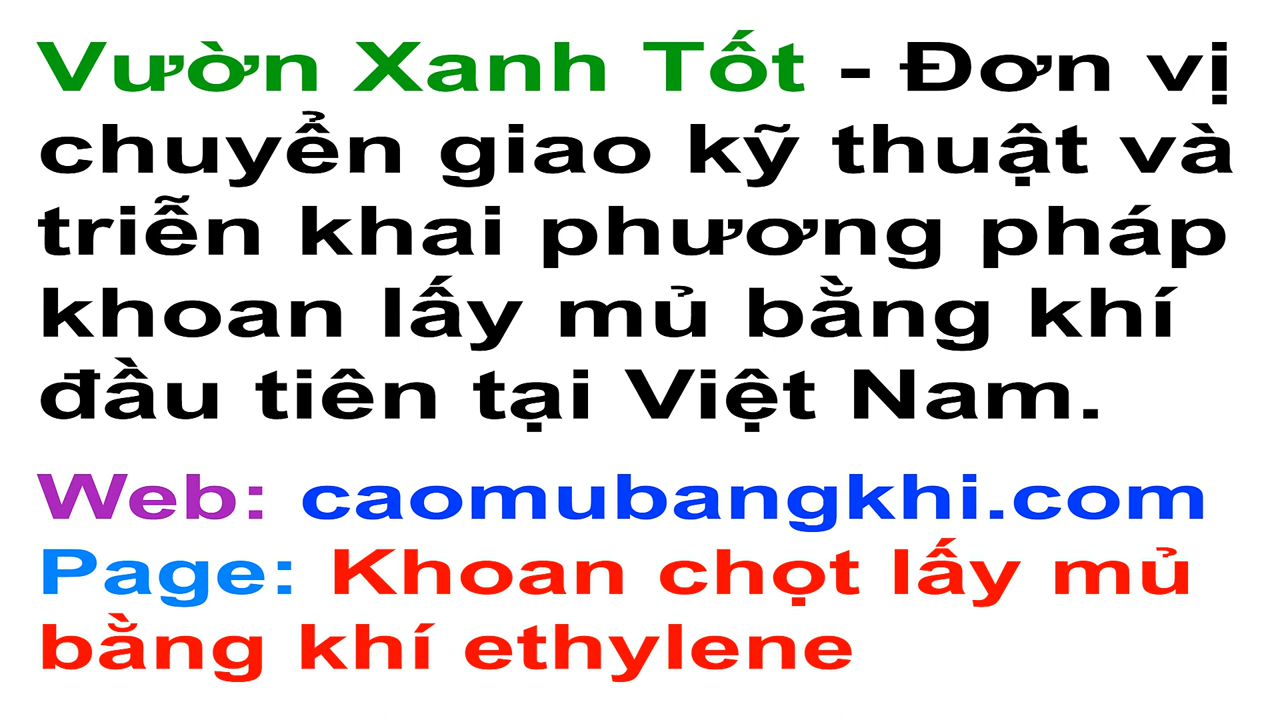 Vườn Xanh Tốt - Đơn vị
chuyển giao kỹ thuật và
triễn khai phương pháp
khoan lấy mủ bằng khí
đầu tiên tại Việt Nam.
Web: caomubangkhi.com
Page: Khoan chọt lấy mủ
bằng khí ethylene